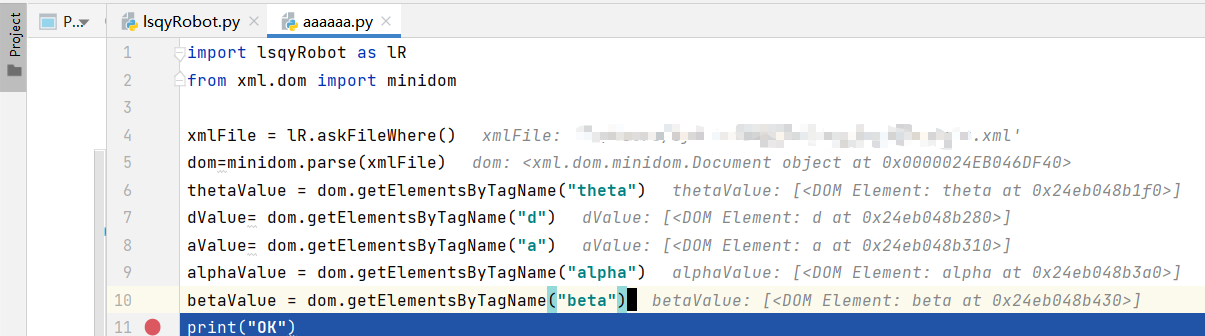 Project
P...
lsqyRobot.py
aaaaaa.py
1 import lsqyRobot as lR
2 from xml.dom import minidom
3
4 xmlFile = lR.askFileWhere() xmlFile: .xml'
5 dom=minidom.parse(xmlFile) dom: <xml.dom.minidom.Document object at 0x0000024EB046DF40>
6 thetaValue = dom.getElementsByTagName("theta") thetaValue: [<DOM Element: theta at 0x24eb048b1f0>]
7 dValue= dom.getElementsByTagName("d") dValue: [<DOM Element: d at 0x24eb048b280>]
8 aValue= dom.getElementsByTagName("a") aValue: [<DOM Element: a at 0x24eb048b310>]
9 alphaValue = dom.getElementsByTagName("alpha") alphaValue: [<DOM Element: alpha at 0x24eb048b3a0>]
10 betaValue = dom.getElementsByTagName("beta") betaValue: [<DOM Element: beta at 0x24eb048b430>]
11 print("OK")